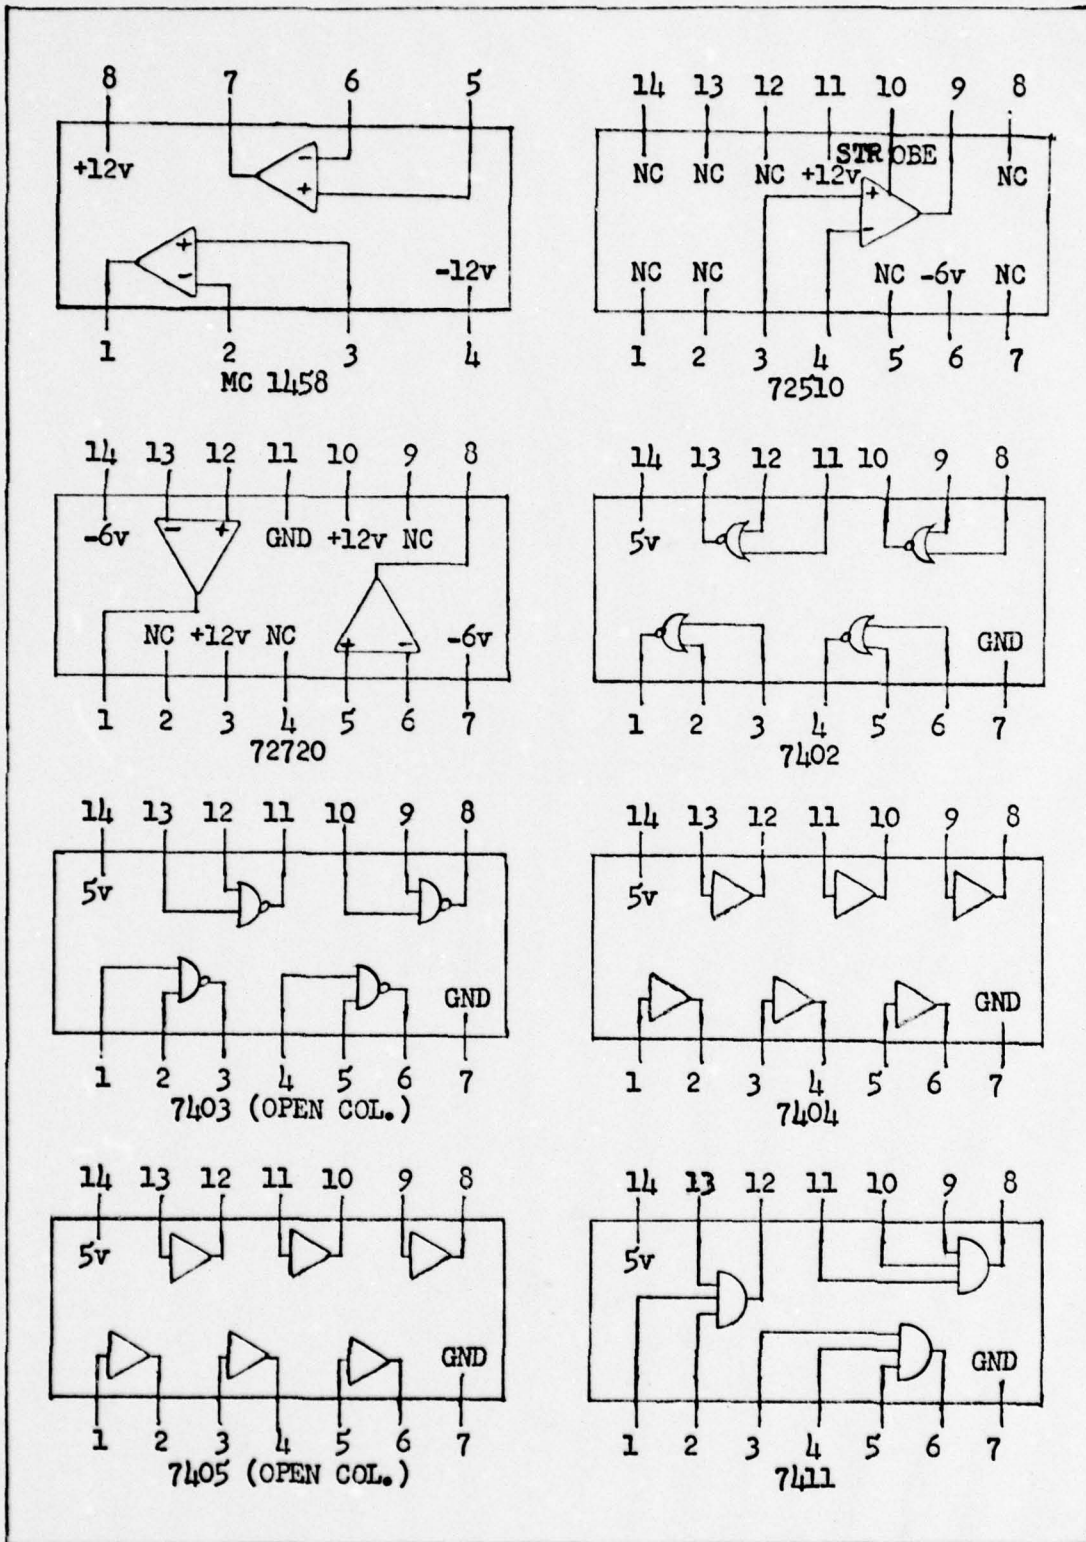 8 7 6 5
+12v - +
+ - -12v
1 2 3 4
MC 1458
14 13 12 11 10 9 8
STROBE
NC NC NC +12v + NC
-
NC NC NC -6v NC
1 2 3 4 5 6 7
72510
14 13 12 11 10 9 8
- +
-6v GND +12v NC
NC +12v NC + - -6v
1 2 3 4 5 6 7
72720
14 13 12 11 10 9 8
5v
GND
1 2 3 4 5 6 7
7402
14 13 12 11 10 9 8
5v
GND
1 2 3 4 5 6 7
7403 (OPEN COL.)
14 13 12 11 10 9 8
5v
GND
1 2 3 4 5 6 7
7404
14 13 12 11 10 9 8
5v
GND
1 2 3 4 5 6 7
7405 (OPEN COL.)
14 13 12 11 10 9 8
5v
GND
1 2 3 4 5 6 7
7411